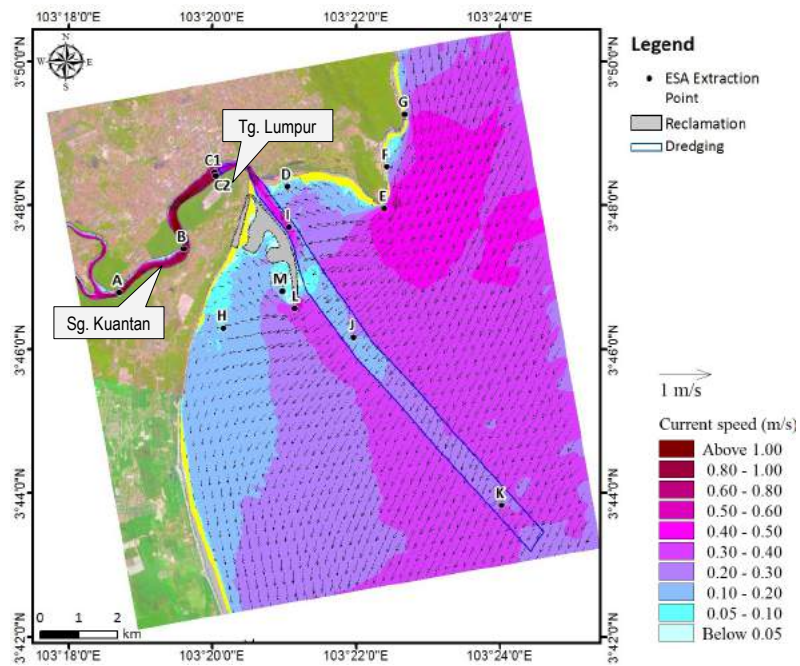 103°18'0"E 103°20'0"E 103°22'0"E 103°24'0"E
3°50'0"N
3°48'0"N
3°46'0"N
3°44'0"N
3°42'0"N
N
W E
S
Tg. Lumpur
Sg. Kuantan
G
F
E
D
C1
C2
I
B
A
M
L
H
J
K
0 1 2
km
103°18'0"E 103°20'0"E 103°22'0"E 103°24'0"E
3°50'0"N
3°48'0"N
3°46'0"N
3°44'0"N
3°42'0"N
Legend
ESA Extraction
Point
Reclamation
Dredging
1 m/s
Current speed (m/s)
Above 1.00
0.80 - 1.00
0.60 - 0.80
0.50 - 0.60
0.40 - 0.50
0.30 - 0.40
0.20 - 0.30
0.10 - 0.20
0.05 - 0.10
Below 0.05